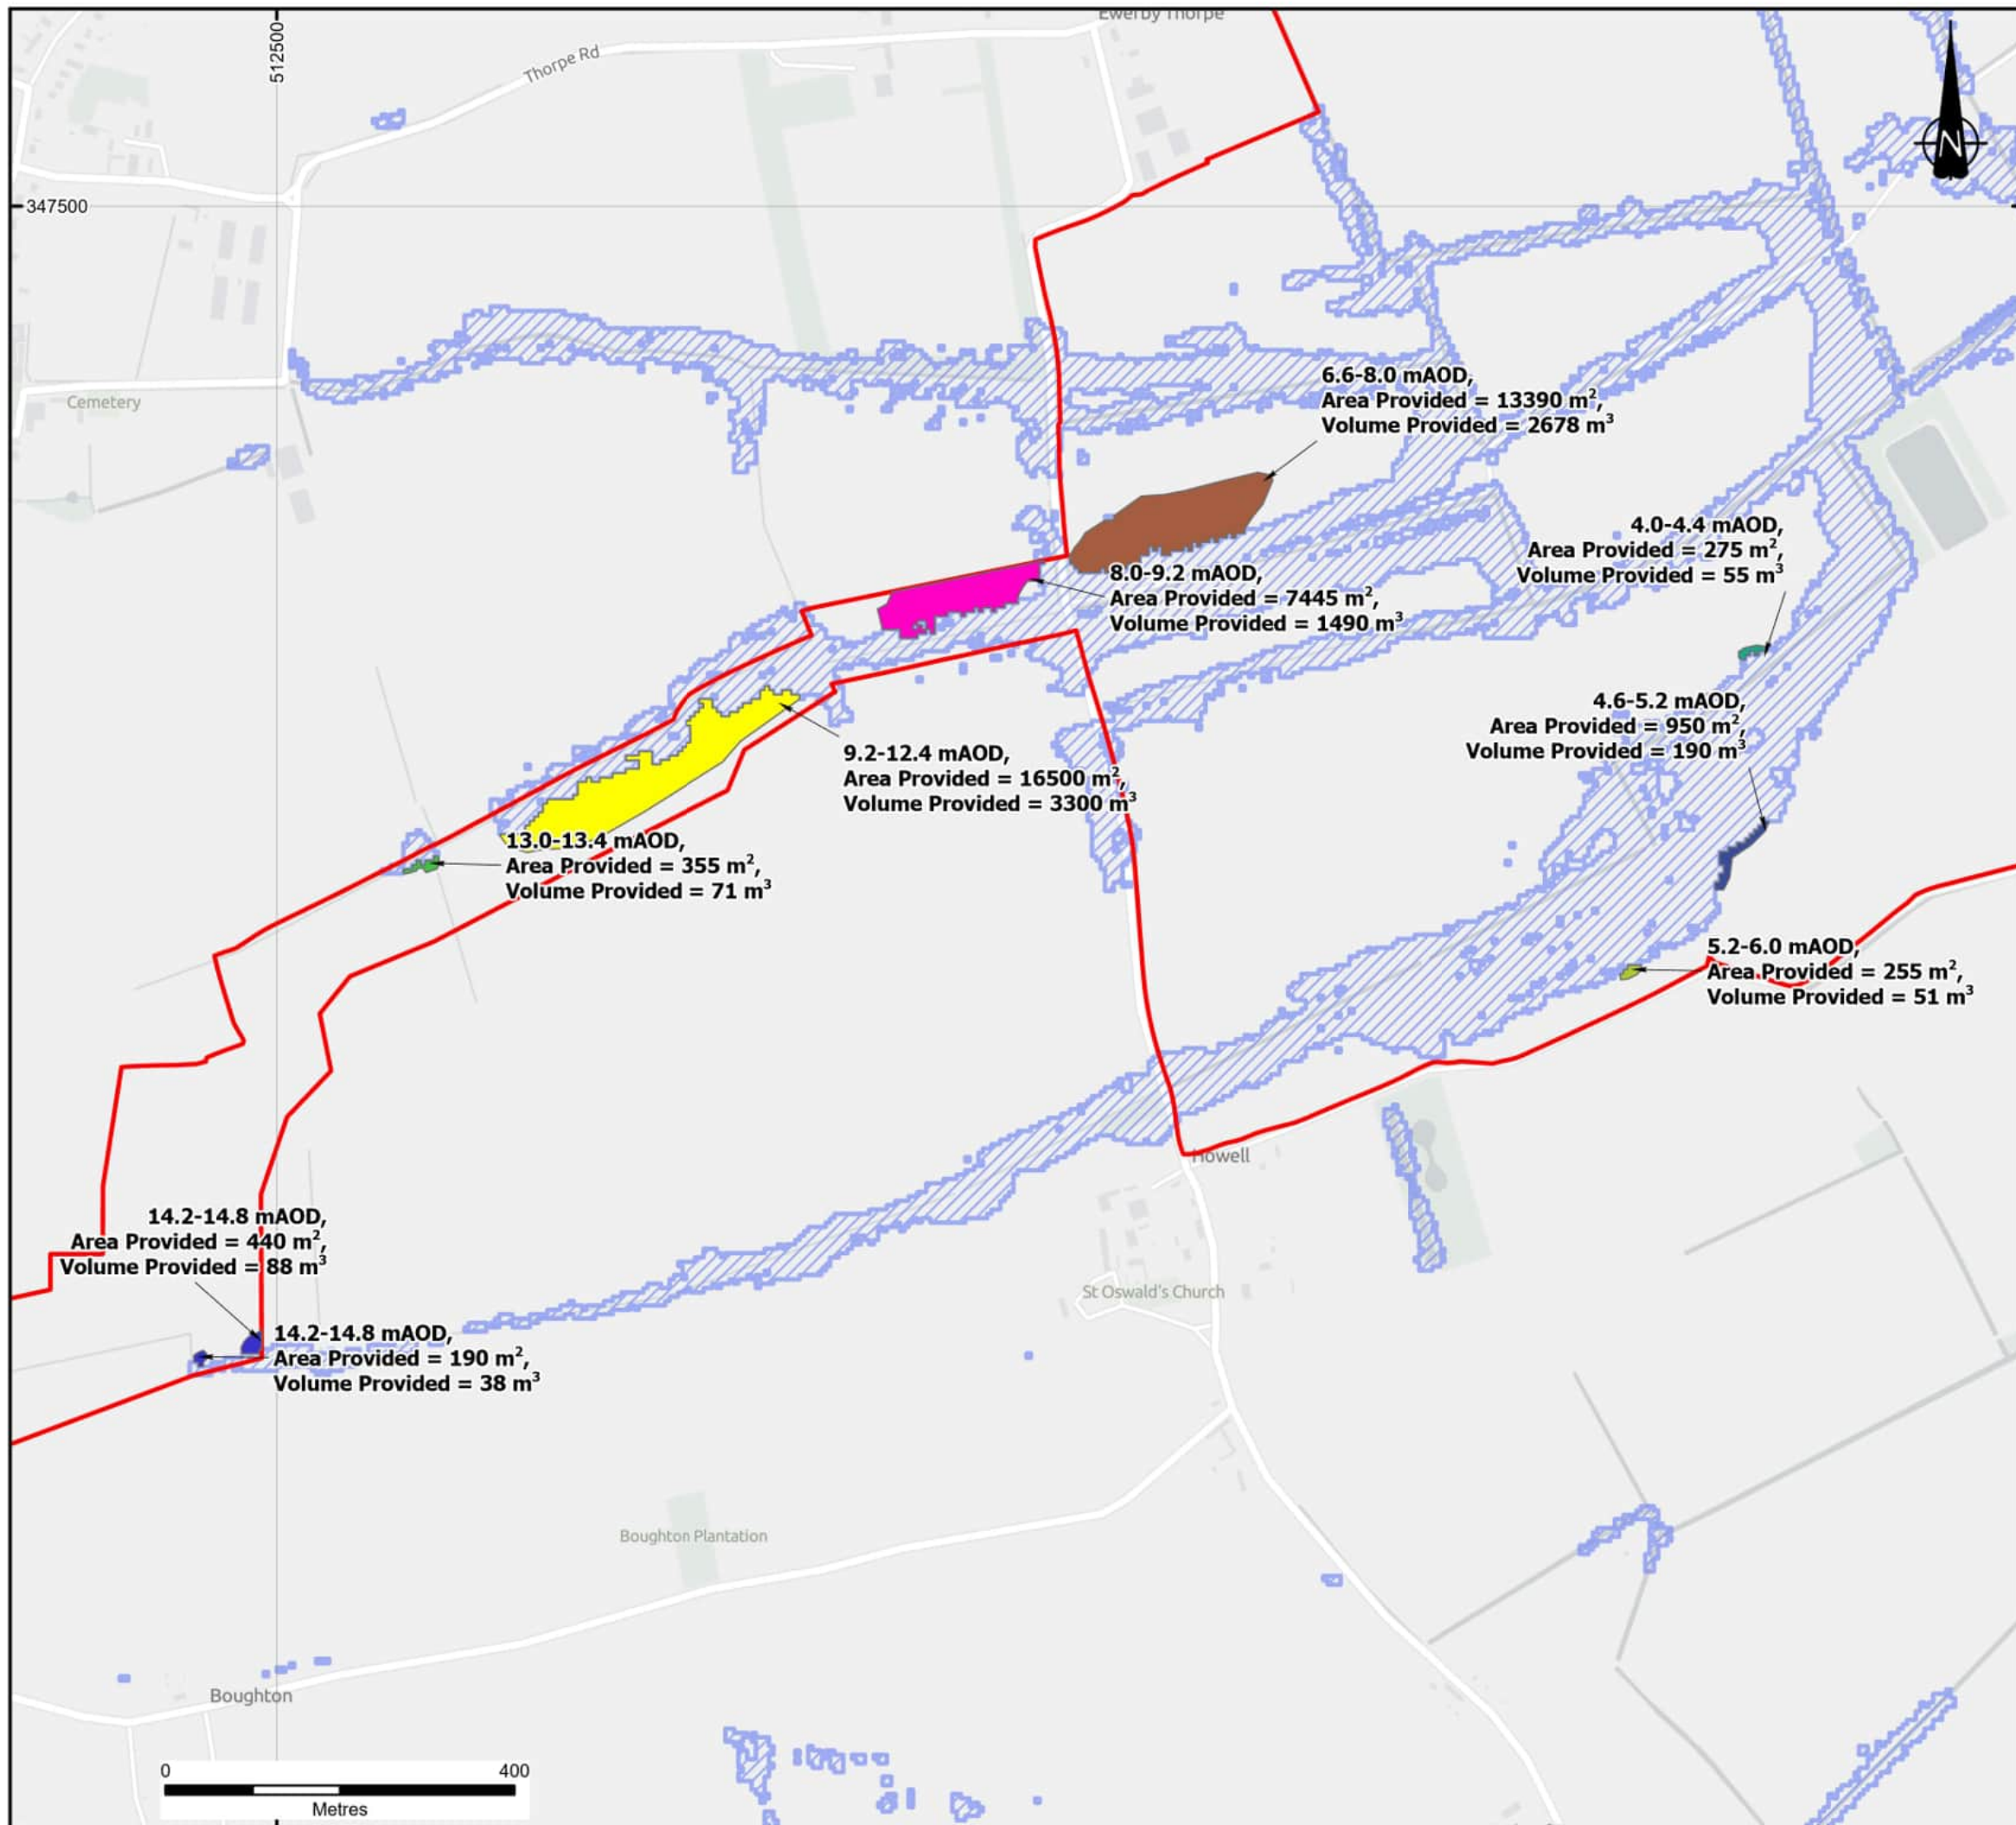 Ewerby Thorpe
512500
Thorpe Rd
N
347500
Cemetery
6.6-8.0 mAOD,
Area Provided = 13390 m²,
Volume Provided = 2678 m³
4.0-4.4 mAOD,
Area Provided = 275 m²,
Volume Provided = 55 m³
8.0-9.2 mAOD,
Area Provided = 7445 m²,
Volume Provided = 1490 m³
4.6-5.2 mAOD,
Area Provided = 950 m²,
Volume Provided = 190 m³
9.2-12.4 mAOD,
Area Provided = 16500 m²,
Volume Provided = 3300 m³
13.0-13.4 mAOD,
Area Provided = 355 m²,
Volume Provided = 71 m³
5.2-6.0 mAOD,
Area Provided = 255 m²,
Volume Provided = 51 m³
Howell
14.2-14.8 mAOD,
Area Provided = 440 m²,
Volume Provided = 88 m³
St Oswald's Church
14.2-14.8 mAOD,
Area Provided = 190 m²,
Volume Provided = 38 m³
Boughton Plantation
Boughton
0 400
Metres